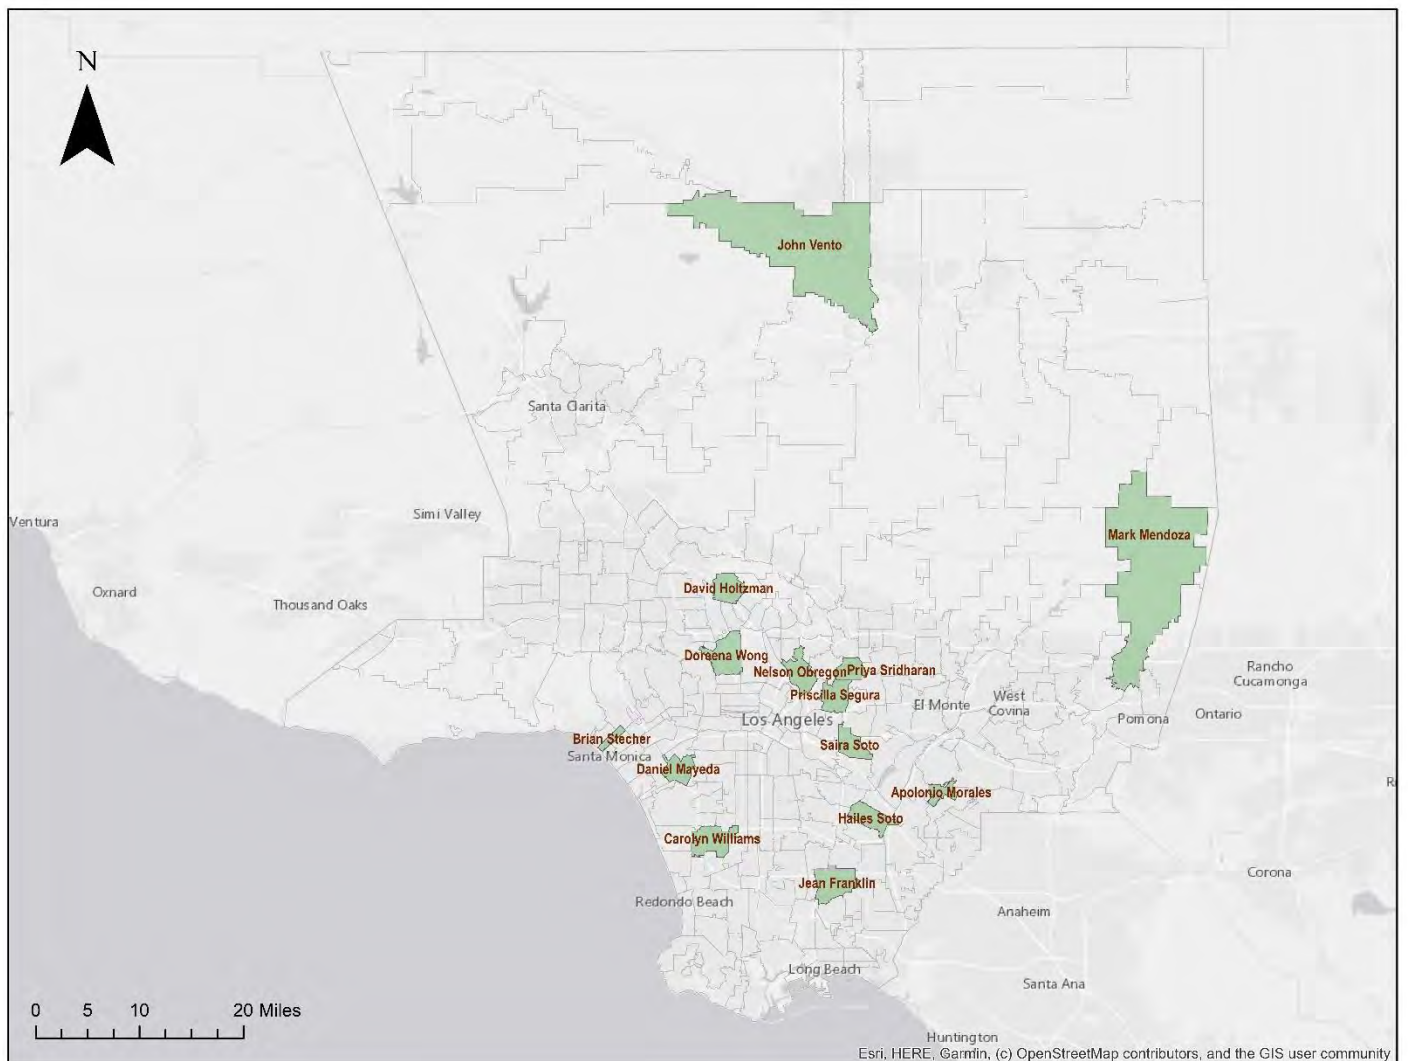 N
John Vento
Santa Clarita
Ventura
Simi Valley
Mark Mendoza
Oxnard
Thousand Oaks
David Holtzman
Doreena Wong
Nelson Obregon
Priya Sridharan
Priscilla Segura
Rancho
Cucamonga
El Monte
West
Covina
Los Angeles
Pomona
Ontario
Brian Stecher
Santa Monica
Saira Soto
Daniel Mayeda
Apolonio Morales
Hailes Soto
Carolyn Williams
Jean Franklin
Corona
Redondo Beach
Anaheim
Long Beach
Santa Ana
0 5 10 20 Miles
Huntington
Esri, HERE, Garmin, (c) OpenStreetMap contributors, and the GIS user community